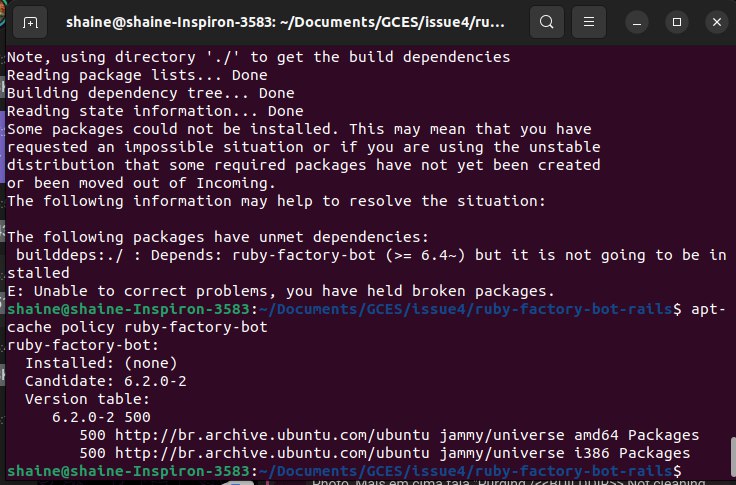 shaine@shaine-Inspiron-3583: ~/Documents/GCES/issue4/ru...
Note, using directory './' to get the build dependencies
Reading package lists... Done
Building dependency tree... Done
Reading state information... Done
Some packages could not be installed. This may mean that you have
requested an impossible situation or if you are using the unstable
distribution that some required packages have not yet been created
or been moved out of Incoming.
The following information may help to resolve the situation:

The following packages have unmet dependencies:
 builddeps:./ : Depends: ruby-factory-bot (>= 6.4~) but it is not going to be in
stalled
E: Unable to correct problems, you have held broken packages.
shaine@shaine-Inspiron-3583:~/Documents/GCES/issue4/ruby-factory-bot-rails$ apt-
cache policy ruby-factory-bot
ruby-factory-bot:
  Installed: (none)
  Candidate: 6.2.0-2
  Version table:
     6.2.0-2 500
        500 http://br.archive.ubuntu.com/ubuntu jammy/universe amd64 Packages
        500 http://br.archive.ubuntu.com/ubuntu jammy/universe i386 Packages
shaine@shaine-Inspiron-3583:~/Documents/GCES/issue4/ruby-factory-bot-rails$